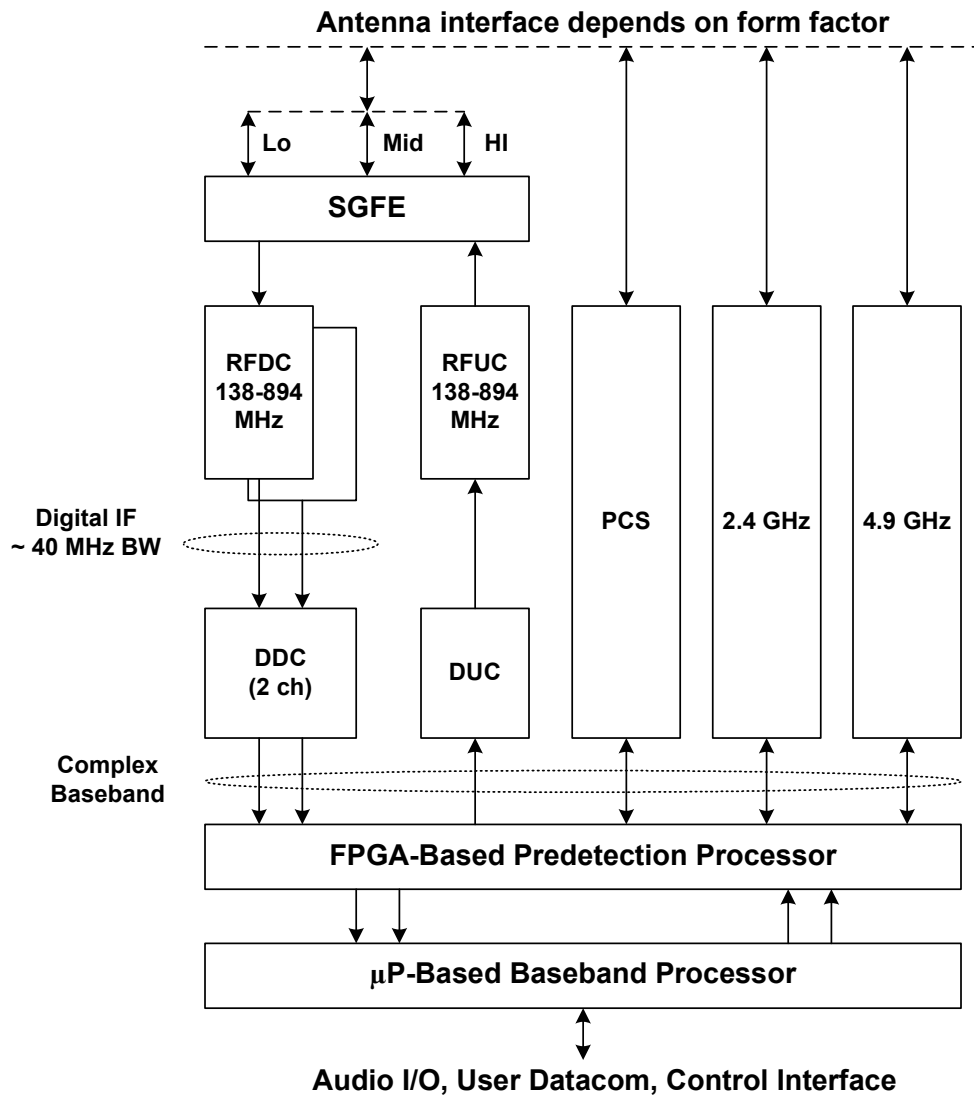 Antenna interface depends on form factor
Lo
Mid
HI
SGFE
RFDC
138-894
MHz
RFUC
138-894
MHz
Digital IF
~ 40 MHz BW
PCS
2.4 GHz
4.9 GHz
DDC
(2 ch)
DUC
Complex
Baseband
FPGA-Based Predetection Processor
µP-Based Baseband Processor
Audio I/O, User Datacom, Control Interface